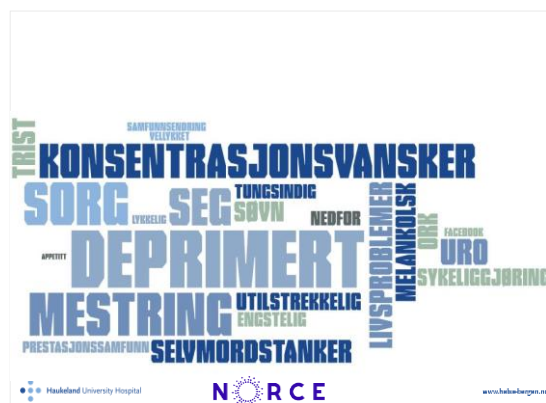 SAMFUNNSENDRING
VELLYKKET
TRIST
KONSENTRASJONSVANSKER
SORG
LYKKELIG
SEG
TUNGSINDIG
SØVN
NEDFOR
LIVSPROBLEMER
MELANKOLSK
ORK
FACEBOOK
URO
APPETITT
DEPRIMERT
SYKELIGGJØRING
MESTRING
UTILSTREKKELIG
ENGSTELIG
PRESTASJONSSAMFUNN
SELVMORDSTANKER
Haukeland University Hospital
NORCE
www.helse-bergen.no